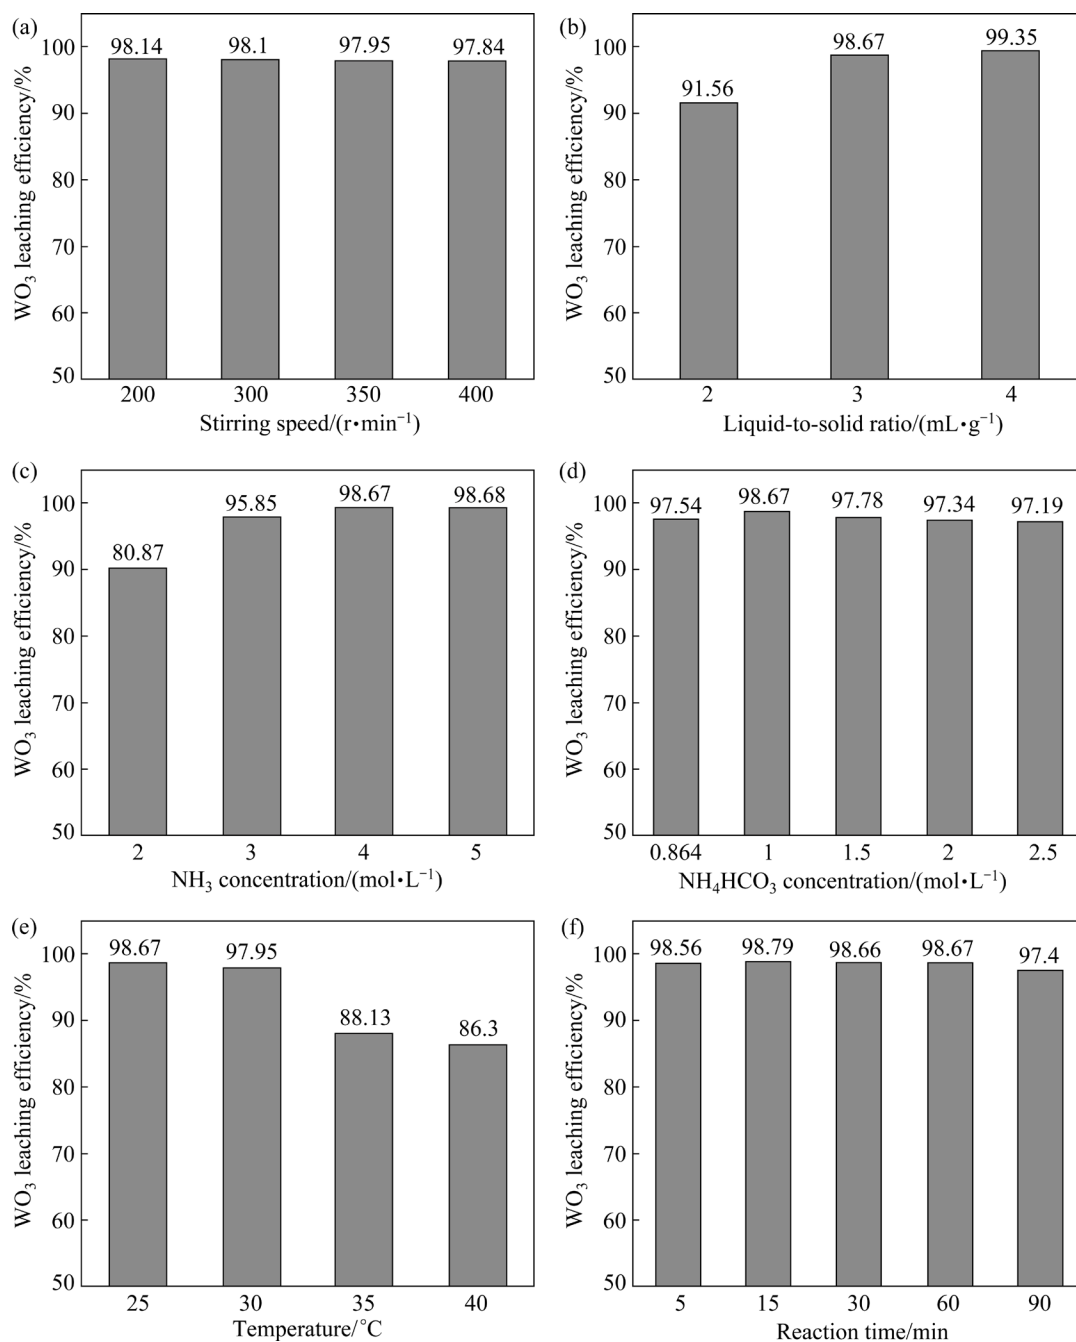 (a)
WO₃ leaching efficiency/%
100
90
80
70
60
50
98.14 98.1 97.95 97.84
200 300 350 400
Stirring speed/(r•min⁻¹)
(b)
WO₃ leaching efficiency/%
100
90
80
70
60
50
91.56 98.67 99.35
2 3 4
Liquid-to-solid ratio/(mL•g⁻¹)
(c)
WO₃ leaching efficiency/%
100
90
80
70
60
50
80.87 95.85 98.67 98.68
2 3 4 5
NH₃ concentration/(mol•L⁻¹)
(d)
WO₃ leaching efficiency/%
100
90
80
70
60
50
97.54 98.67 97.78 97.34 97.19
0.864 1 1.5 2 2.5
NH₄HCO₃ concentration/(mol•L⁻¹)
(e)
WO₃ leaching efficiency/%
100
90
80
70
60
50
98.67 97.95 88.13 86.3
25 30 35 40
Temperature/°C
(f)
WO₃ leaching efficiency/%
100
90
80
70
60
50
98.56 98.79 98.66 98.67 97.4
5 15 30 60 90
Reaction time/min